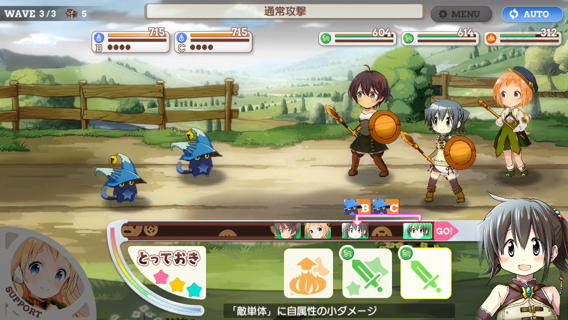 WAVE 3/3 5
通常攻撃
MENU
AUTO
715
B
715
C
604
614
312
B C
GO!
とっておき
SUPPORT
「敵単体」に自属性の小ダメージ